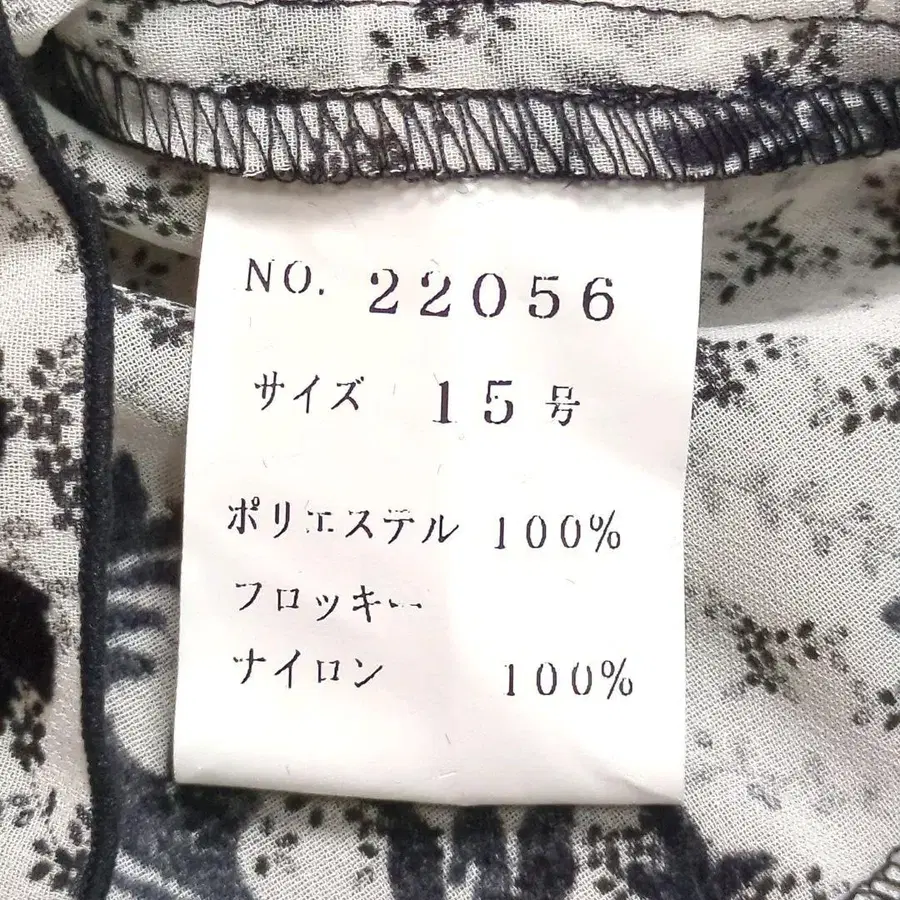 NO. 22056
サイズ 15号
ポリエステル 100%
フロッキー
ナイロン 100%